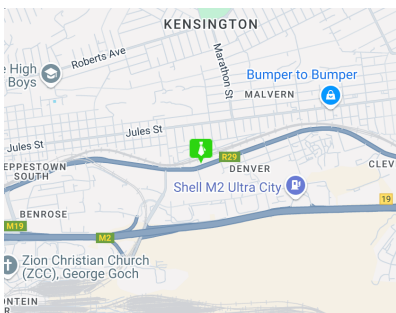 KENSINGTON
Roberts Ave
Marathon St
e High
Boys
Bumper to Bumper
MALVERN
Jules St
Jules St
R29
EPPESTOWN
SOUTH
DENVER
CLEV
Shell M2 Ultra City
19
BENROSE
M19
M2
Zion Christian Church
(ZCC), George Goch
ONTEIN